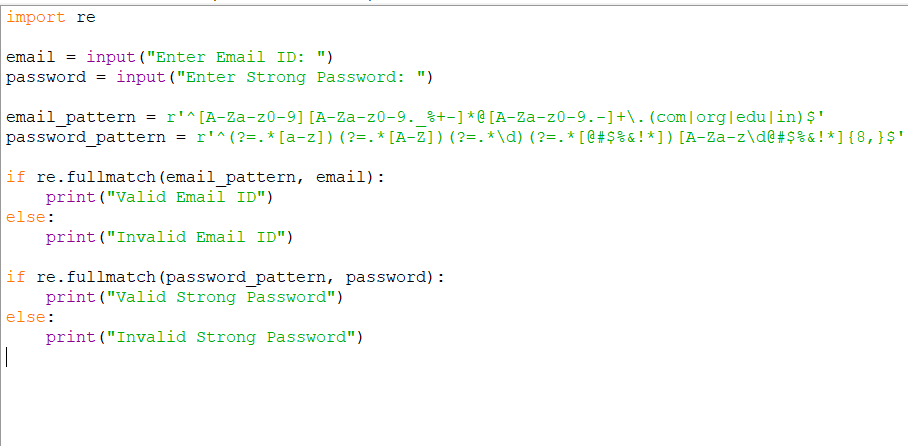 import re
email = input("Enter Email ID: ")
password = input("Enter Strong Password: ")
email_pattern = r'^[A-Za-z0-9][A-Za-z0-9._%+-]*@[A-Za-z0-9.-]+\.(com|org|edu|in)$'
password_pattern = r'^(?=.*[a-z])(?=.*[A-Z])(?=.*\d)(?=.*[@#$%&!*])[A-Za-z\d@#$%&!*]{8,}$'
if re.fullmatch(email_pattern, email):
    print("Valid Email ID")
else:
    print("Invalid Email ID")
if re.fullmatch(password_pattern, password):
    print("Valid Strong Password")
else:
    print("Invalid Strong Password")